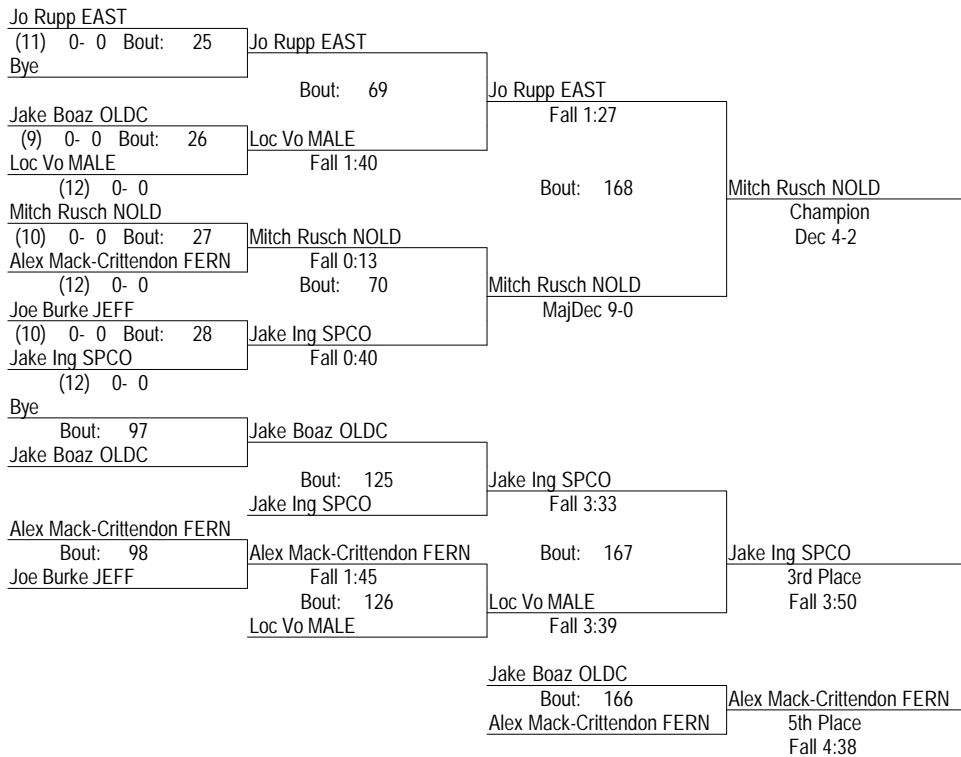 Jo Rupp EAST
(11) 0- 0 Bout: 25 Jo Rupp EAST
Bye
Bout: 69 Jo Rupp EAST
Jake Boaz OLDC Fall 1:27
(9) 0- 0 Bout: 26 Loc Vo MALE
Loc Vo MALE Fall 1:40
(12) 0- 0 Bout: 168 Mitch Rusch NOLD
Mitch Rusch NOLD Champion
(10) 0- 0 Bout: 27 Mitch Rusch NOLD Dec 4-2
Alex Mack-Crittendon FERN Fall 0:13
(12) 0- 0 Bout: 70 Mitch Rusch NOLD
Joe Burke JEFF MajDec 9-0
(10) 0- 0 Bout: 28 Jake Ing SPCO
Jake Ing SPCO Fall 0:40
(12) 0- 0
Bye
Bout: 97 Jake Boaz OLDC
Jake Boaz OLDC
Bout: 125 Jake Ing SPCO
Jake Ing SPCO Fall 3:33
Alex Mack-Crittendon FERN
Bout: 98 Alex Mack-Crittendon FERN Bout: 167 Jake Ing SPCO
Joe Burke JEFF Fall 1:45 3rd Place
Bout: 126 Loc Vo MALE Fall 3:50
Loc Vo MALE Fall 3:39
Jake Boaz OLDC
Bout: 166 Alex Mack-Crittendon FERN
Alex Mack-Crittendon FERN 5th Place
Fall 4:38